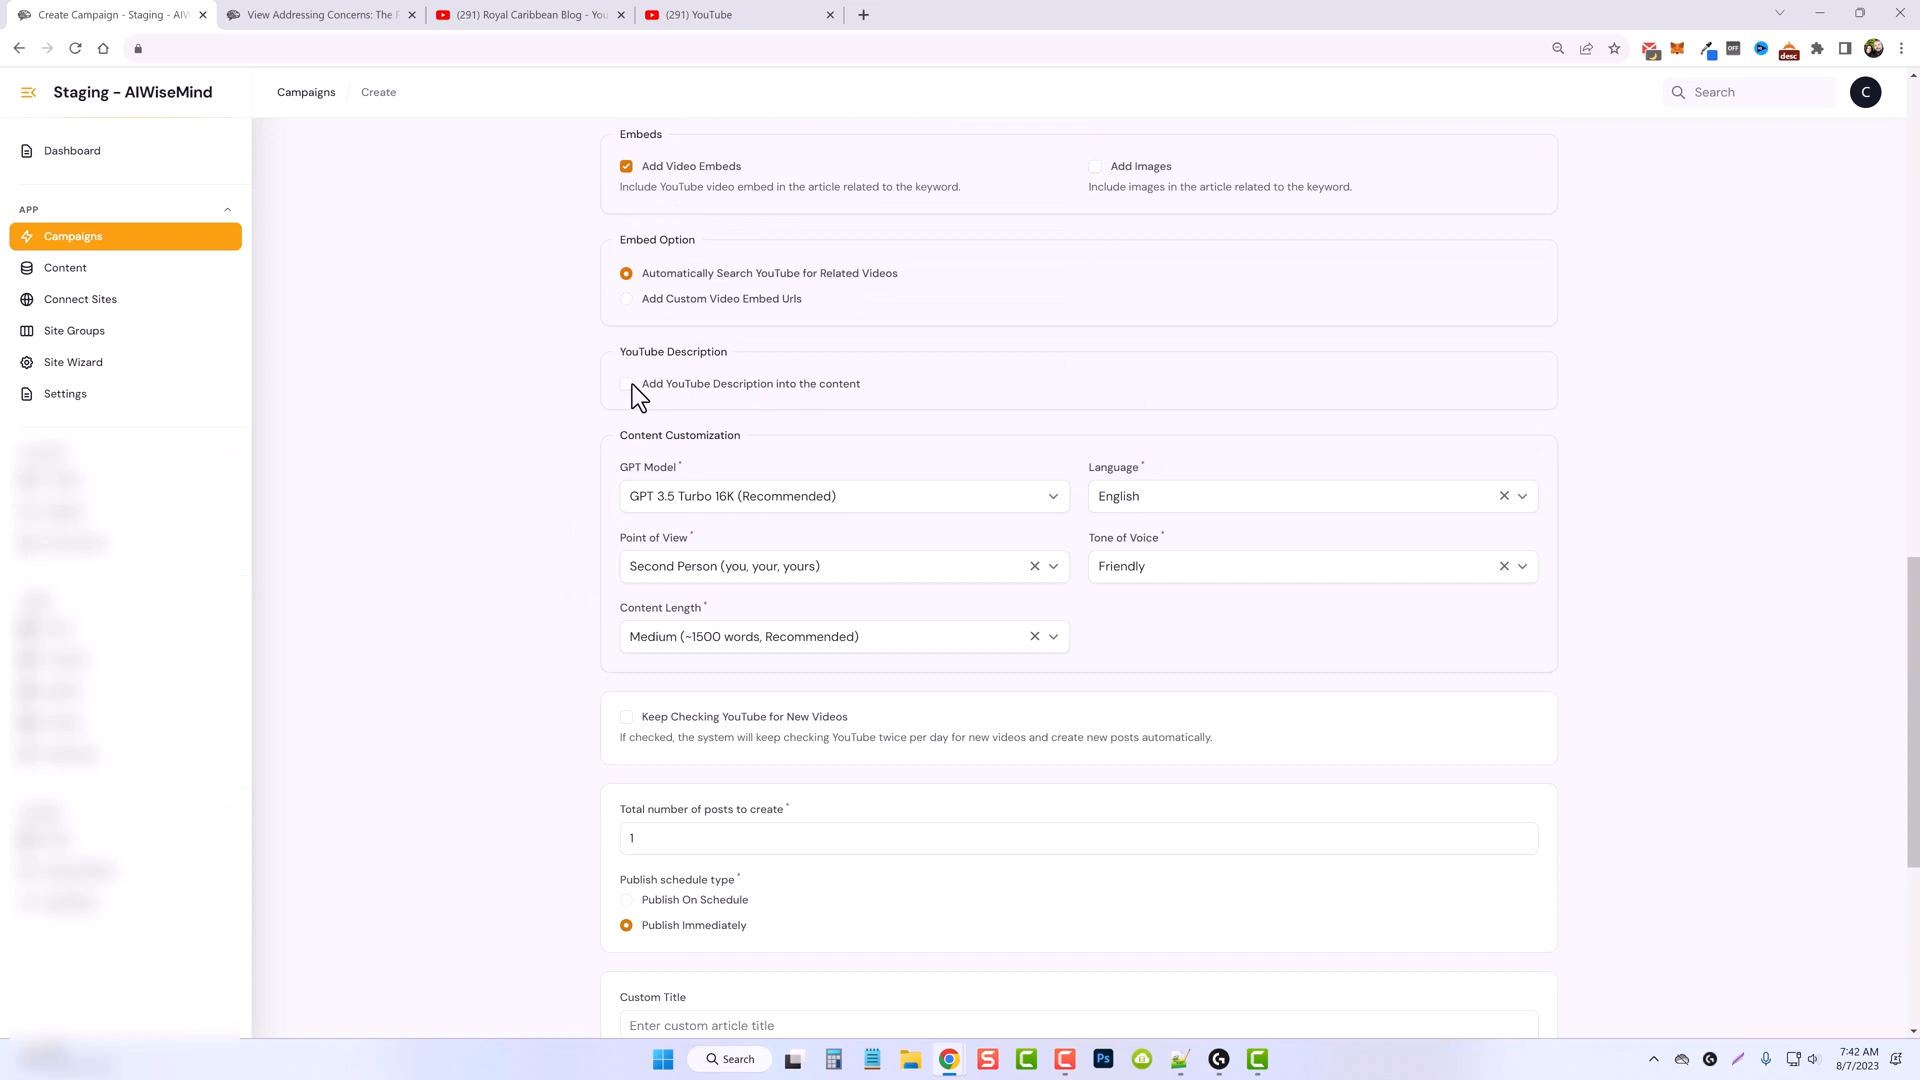 Create Campaign - Staging - AIW
View Addressing Concerns: The F
(291) Royal Caribbean Blog - You
(291) YouTube
OFF
desc
Staging - AIWiseMind
Campaigns
Create
Search
C
Dashboard
APP
Campaigns
Content
Connect Sites
Site Groups
Site Wizard
Settings
Embeds
Add Video Embeds
Include YouTube video embed in the article related to the keyword.
Add Images
Include images in the article related to the keyword.
Embed Option
Automatically Search YouTube for Related Videos
Add Custom Video Embed Urls
YouTube Description
Add YouTube Description into the content
Content Customization
GPT Model *
GPT 3.5 Turbo 16K (Recommended)
Language *
English
Point of View *
Second Person (you, your, yours)
Tone of Voice *
Friendly
Content Length *
Medium (~1500 words, Recommended)
Keep Checking YouTube for New Videos
If checked, the system will keep checking YouTube twice per day for new videos and create new posts automatically.
Total number of posts to create *
1
Publish schedule type *
Publish On Schedule
Publish Immediately
Custom Title
Enter custom article title
Search
Ps
7:42 AM
8/7/2023